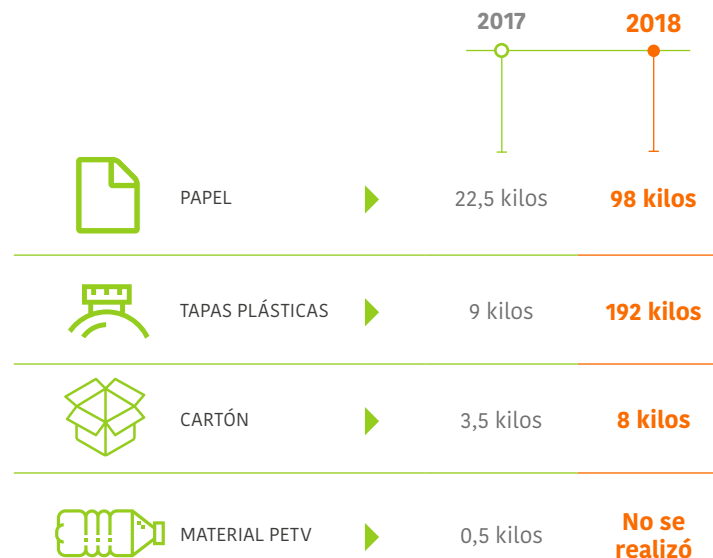 2017 2018
PAPEL 22,5 kilos 98 kilos
TAPAS PLÁSTICAS 9 kilos 192 kilos
CARTÓN 3,5 kilos 8 kilos
MATERIAL PETV 0,5 kilos No se
realizó